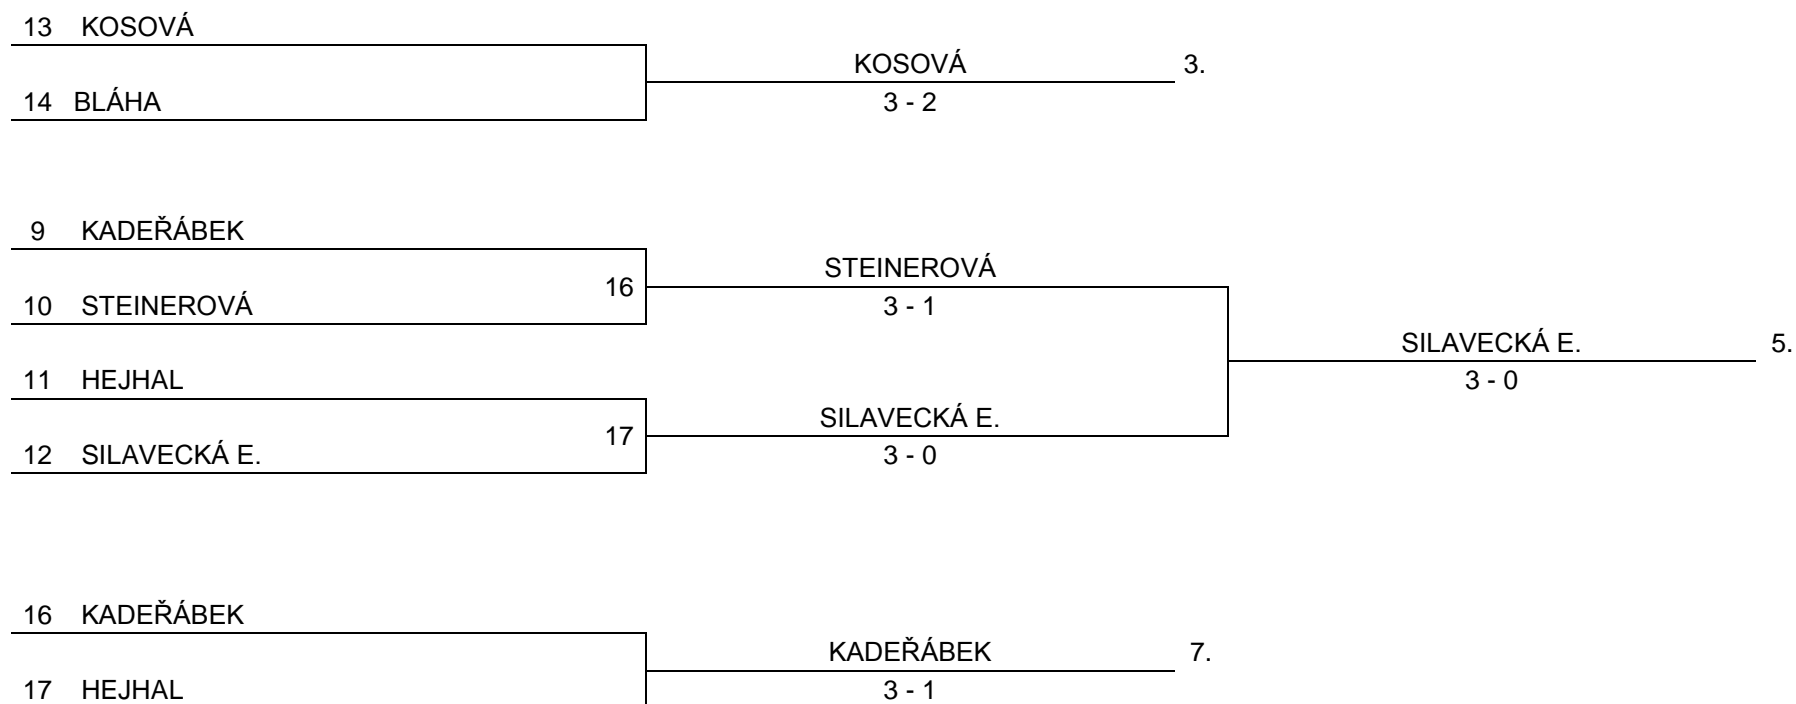 13 KOSOVÁ
KOSOVÁ 3.
14 BLÁHA 3 - 2
9 KADEŘÁBEK
STEINEROVÁ
16
10 STEINEROVÁ 3 - 1
SILAVECKÁ E. 5.
11 HEJHAL 3 - 0
SILAVECKÁ E.
17
12 SILAVECKÁ E. 3 - 0
16 KADEŘÁBEK
KADEŘÁBEK 7.
17 HEJHAL 3 - 1